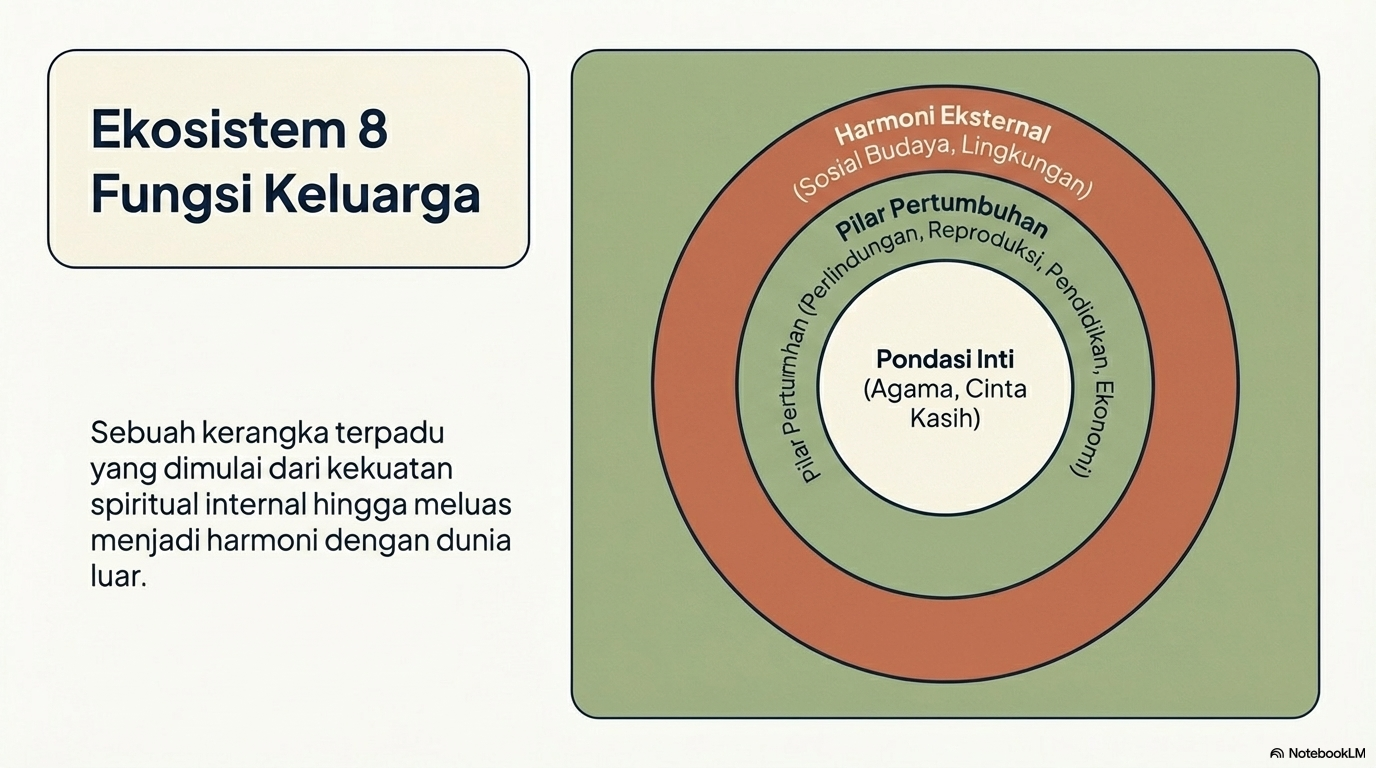 Ekosistem 8
Fungsi Keluarga
Sebuah kerangka terpadu
yang dimulai dari kekuatan
spiritual internal hingga meluas
menjadi harmoni dengan dunia
luar.
Harmoni Eksternal
(Sosial Budaya, Lingkungan)
Pilar Pertumbuhan
Pilar Pertumhan (Perlindungan, Reproduksi, Pendidikan, Ekonomi)
Pondasi Inti
(Agama, Cinta
Kasih)
NotebookLM